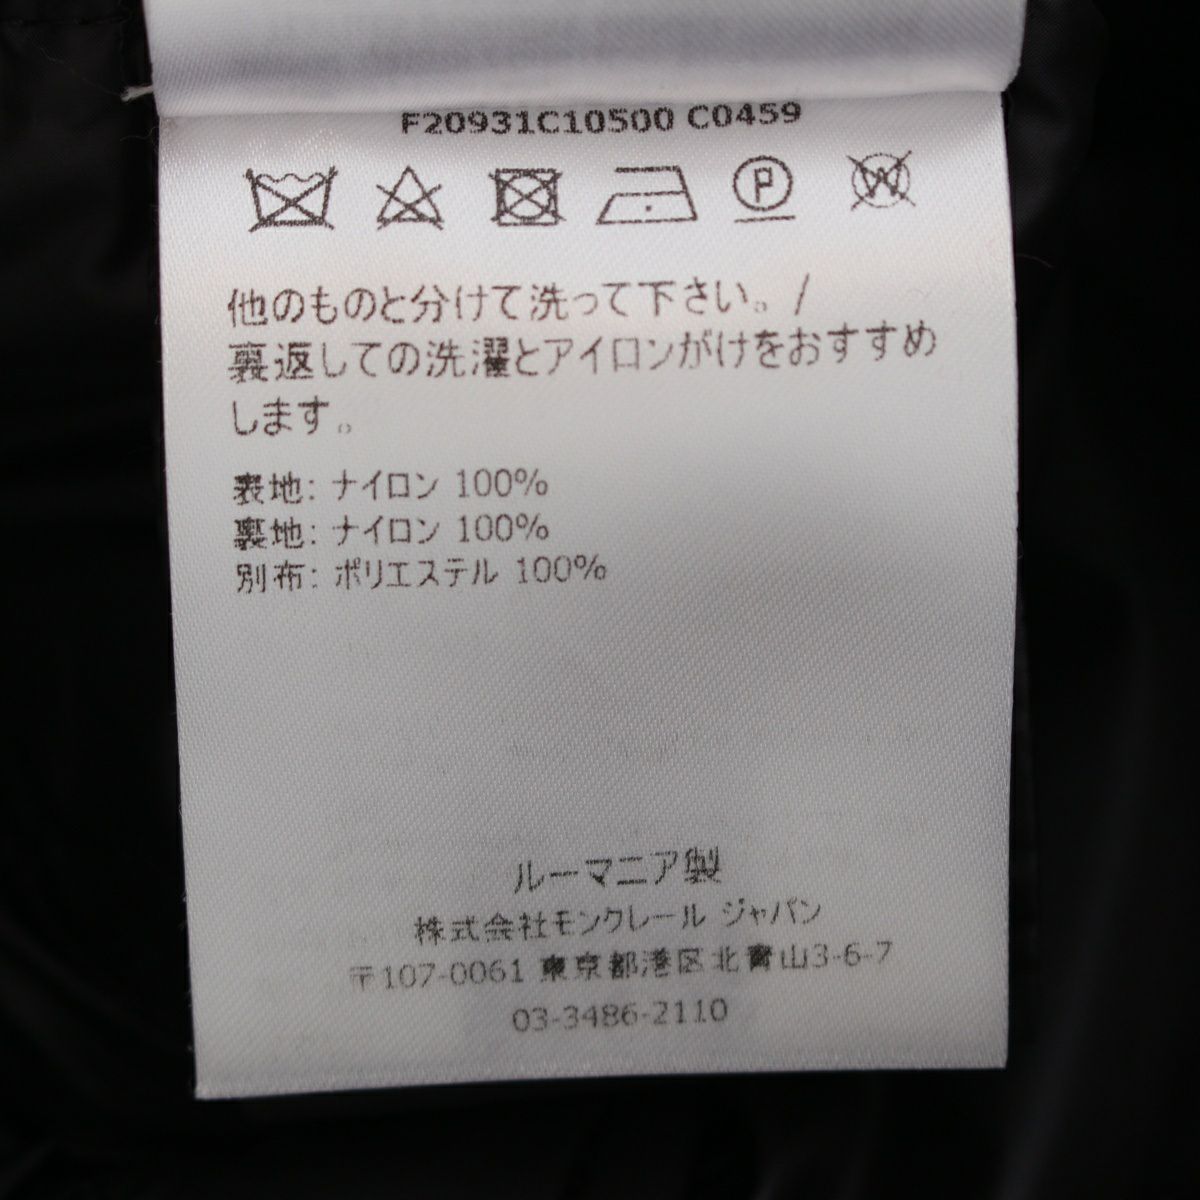 F20931C10500 C0459
P W
他のものと分けて洗って下さい。/
裏返しての洗濯とアイロンがけをおすすめ
します。
表地: ナイロン 100%
裏地: ナイロン 100%
別布: ポリエステル 100%
ルーマニア製
株式会社モンクレール ジャパン
〒107-0061 東京都港区北青山3-6-7
03-3486-2110